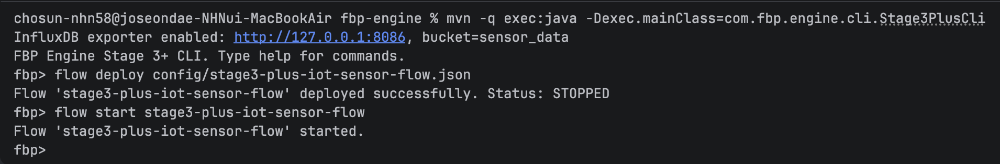 chosun-nhn58@joseondae-NHNui-MacBookAir fbp-engine % mvn -q exec:java -Dexec.mainClass=com.fbp.engine.cli.Stage3PlusCli
InfluxDB exporter enabled: http://127.0.0.1:8086, bucket=sensor_data
FBP Engine Stage 3+ CLI. Type help for commands.
fbp> flow deploy config/stage3-plus-iot-sensor-flow.json
Flow 'stage3-plus-iot-sensor-flow' deployed successfully. Status: STOPPED
fbp> flow start stage3-plus-iot-sensor-flow
Flow 'stage3-plus-iot-sensor-flow' started.
fbp>